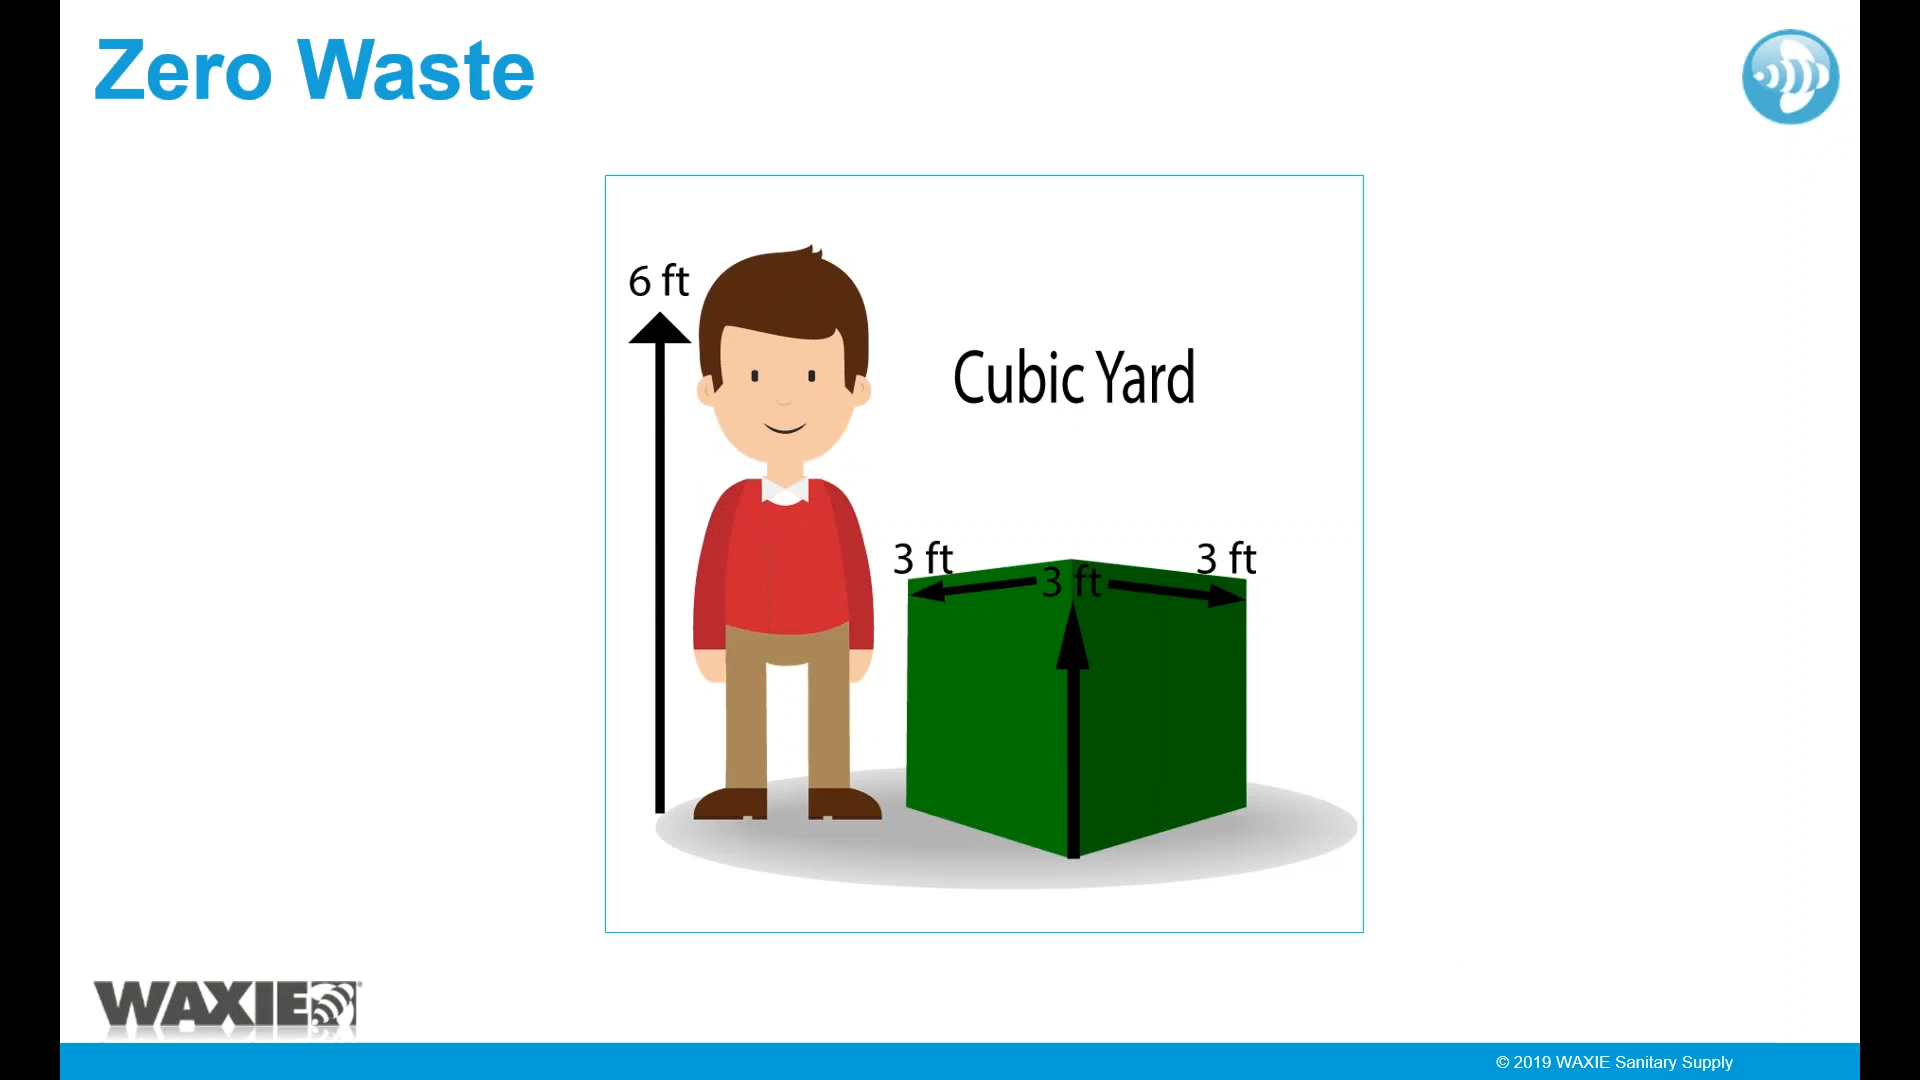 Zero Waste
6 ft
Cubic Yard
3 ft
3 ft
3 ft
WAXIE
© 2019 WAXIE Sanitary Supply